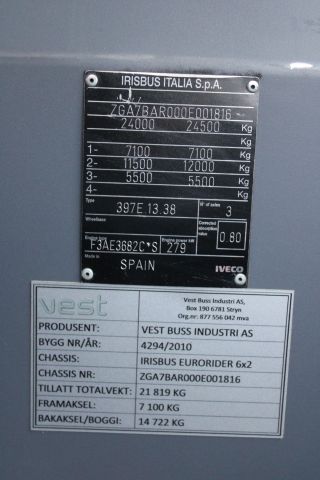 IRISBUS ITALIA S.p.A.
ZGA7BAR000E001816
24000 24500 Kg
Kg
1- 7100 7100 Kg
2- 11500 12000 Kg
3- 5500 5500 Kg
4- Kg
Type 397E.13.38 N° of axles 3
Wheelbase Corrected absorption value 0.80
Engine type F3AE3682C*S Engine power kW 279
Made in SPAIN IVECO
vest
Vest Buss Industri AS,
Box 190 6781 Stryn
Org.nr: 877 556 042 mva
PRODUSENT: VEST BUSS INDUSTRI AS
BYGG NR/ÅR: 4294/2010
CHASSIS: IRISBUS EURORIDER 6x2
CHASSIS NR: ZGA7BAR000E001816
TILLATT TOTALVEKT: 21 819 KG
FRAMAKSEL: 7 100 KG
BAKAKSEL/BOGGI: 14 722 KG